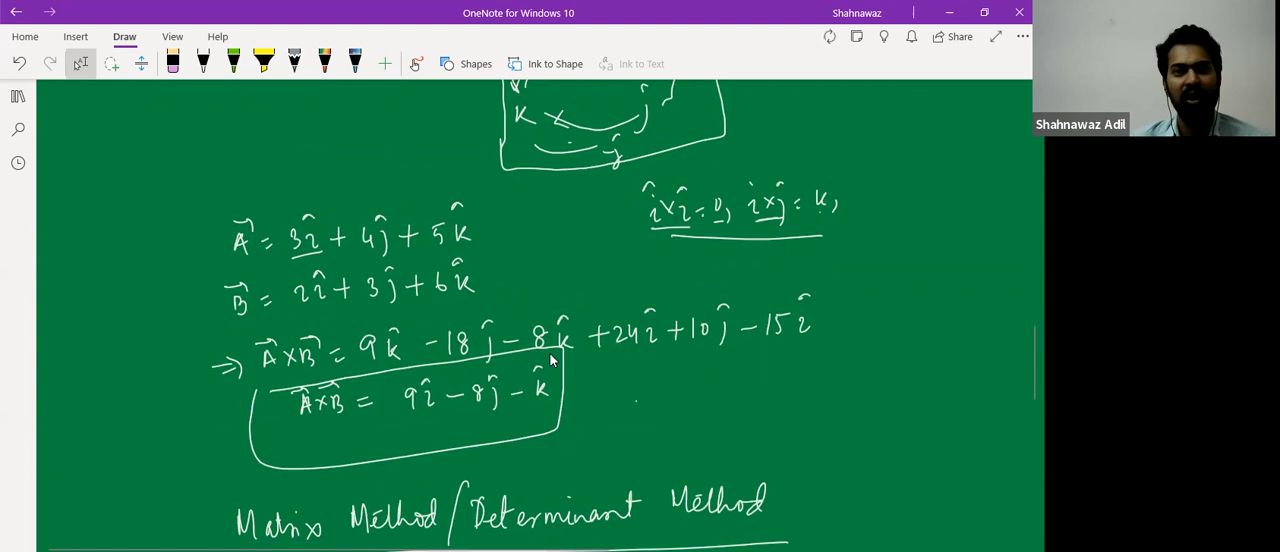 OneNote for Windows 10
Shahnawaz
Home Insert Draw View Help
Share
Shapes Ink to Shape Ink to Text
Shahnawaz Adil
k ĵ
-ĵ
î×î=0, i×ĵ=k,
A⃗ = 3î + 4ĵ + 5k̂
B⃗ = 2î + 3ĵ + 6k̂
⇒ A⃗×B⃗ = 9k̂ - 18ĵ - 8k̂ + 24î + 10ĵ - 15î
A⃗×B⃗ = 9î - 8ĵ - k̂
Matrix Method / Determinant Method